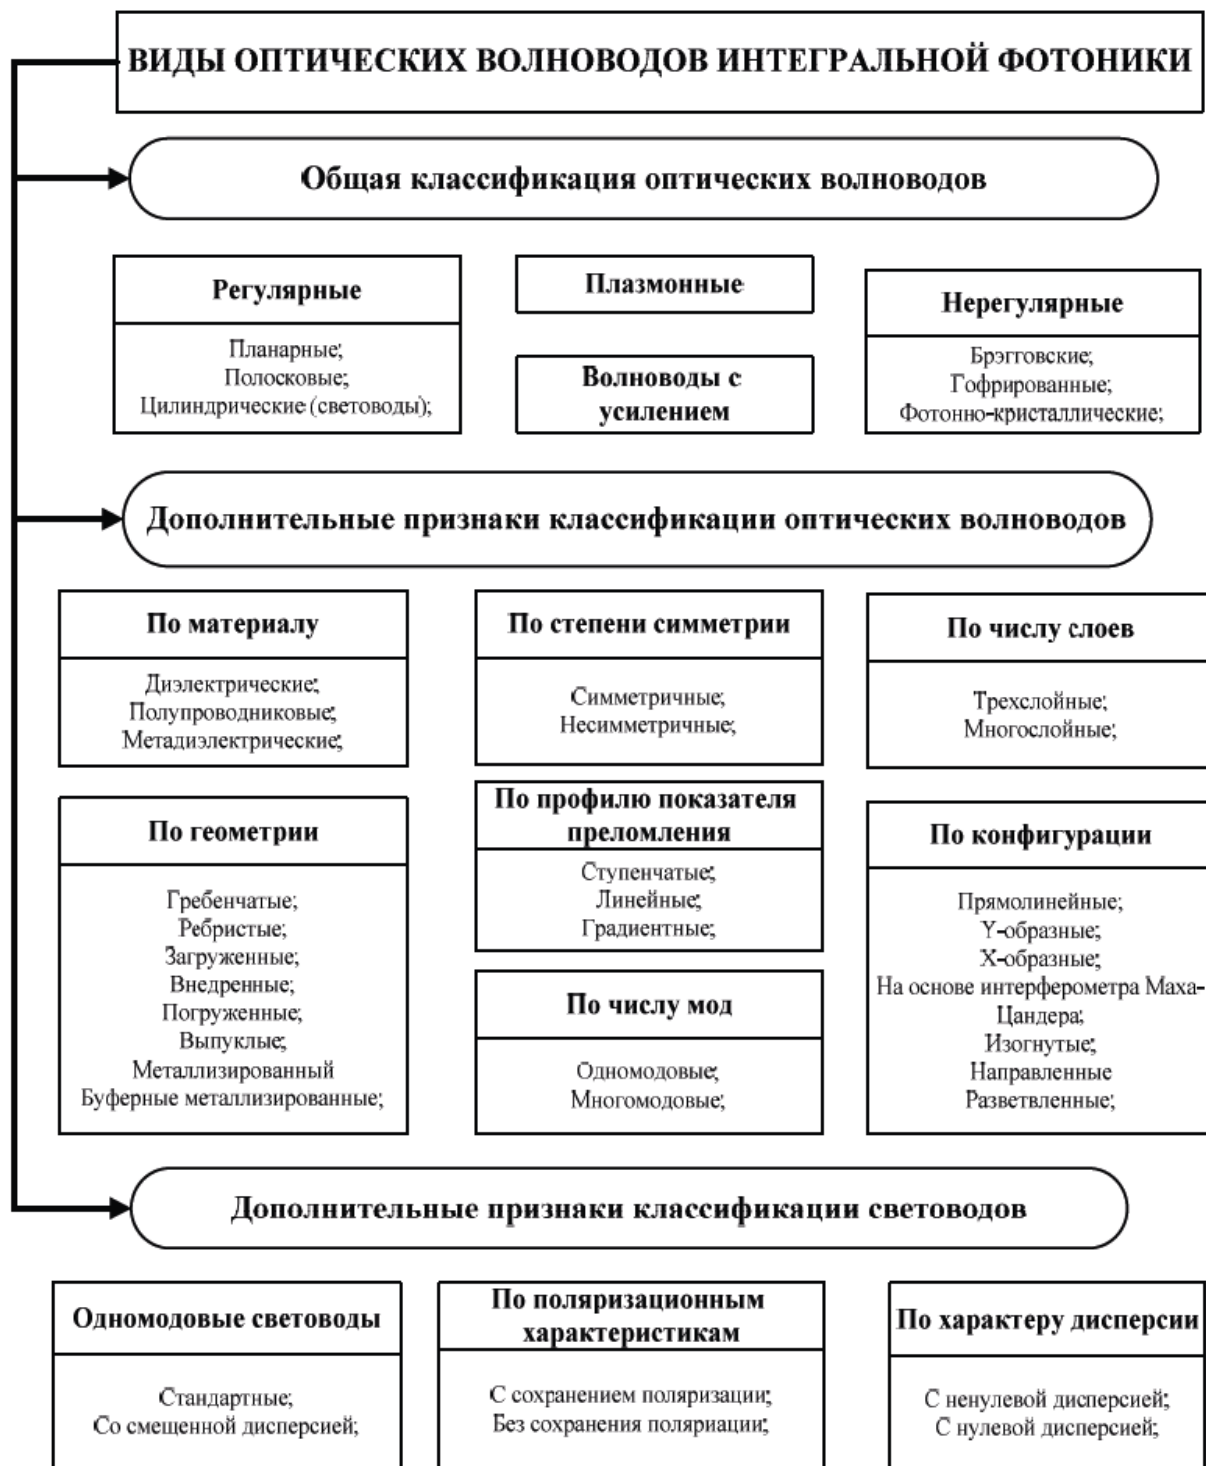 ВИДЫ ОПТИЧЕСКИХ ВОЛНОВОДОВ ИНТЕГРАЛЬНОЙ ФОТОНИКИ
Общая классификация оптических волноводов
Регулярные
Планарные;
Полосковые;
Цилиндрические (световоды);
Плазмонные
Волноводы с
усилением
Нерегулярные
Брэгговские;
Гофрированные;
Фотонно-кристаллические;
Дополнительные признаки классификации оптических волноводов
По материалу
Диэлектрические;
Полупроводниковые;
Метадиэлектрические;
По степени симметрии
Симметричные;
Несимметричные;
По числу слоев
Трехслойные;
Многослойные;
По геометрии
Гребенчатые;
Ребристые;
Загруженные;
Внедренные;
Погруженные;
Выпуклые;
Металлизированный
Буферные металлизированные;
По профилю показателя
преломления
Ступенчатые;
Линейные;
Градиентные;
По числу мод
Одномодовые;
Многомодовые;
По конфигурации
Прямолинейные;
Y-образные;
X-образные;
На основе интерферометра Маха-
Цандера;
Изогнутые;
Направленные
Разветвленные;
Дополнительные признаки классификации световодов
Одномодовые световоды
Стандартные;
Со смещенной дисперсией;
По поляризационным
характеристикам
С сохранением поляризации;
Без сохранения поляриации;
По характеру дисперсии
С ненулевой дисперсией;
С нулевой дисперсией;